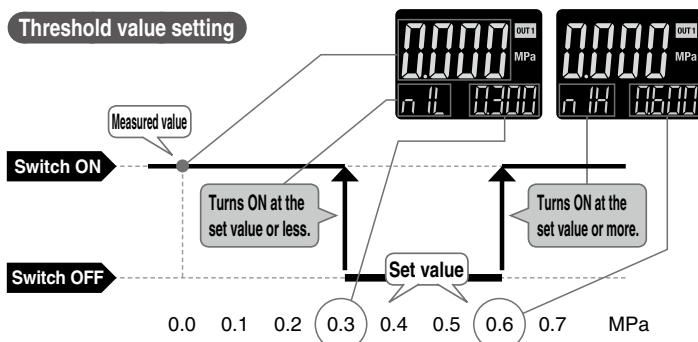 Threshold value setting
0.000
OUT1
MPa
n1L 0.300
0.000
OUT1
MPa
n1H 0.600
Measured value
Switch ON
Turns ON at the
set value or less.
Turns ON at the
set value or more.
Switch OFF
Set value
0.0 0.1 0.2 0.3 0.4 0.5 0.6 0.7 MPa